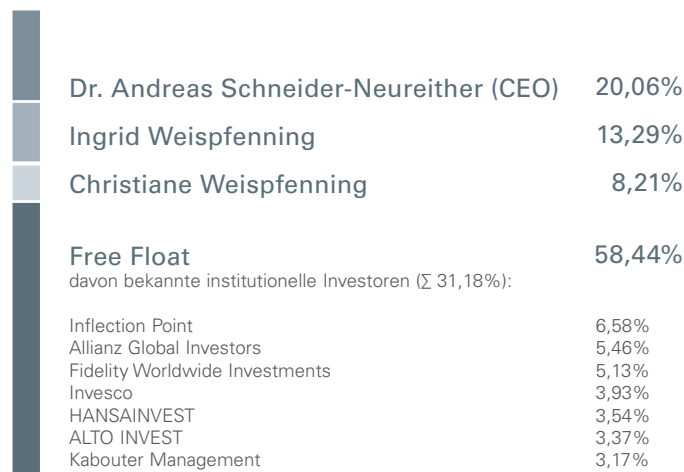 Dr. Andreas Schneider-Neureither (CEO) 20,06%
Ingrid Weispfenning 13,29%
Christiane Weispfenning 8,21%
Free Float 58,44%
davon bekannte institutionelle Investoren (∑ 31,18%):
Inflection Point 6,58%
Allianz Global Investors 5,46%
Fidelity Worldwide Investments 5,13%
Invesco 3,93%
HANSAINVEST 3,54%
ALTO INVEST 3,37%
Kabouter Management 3,17%